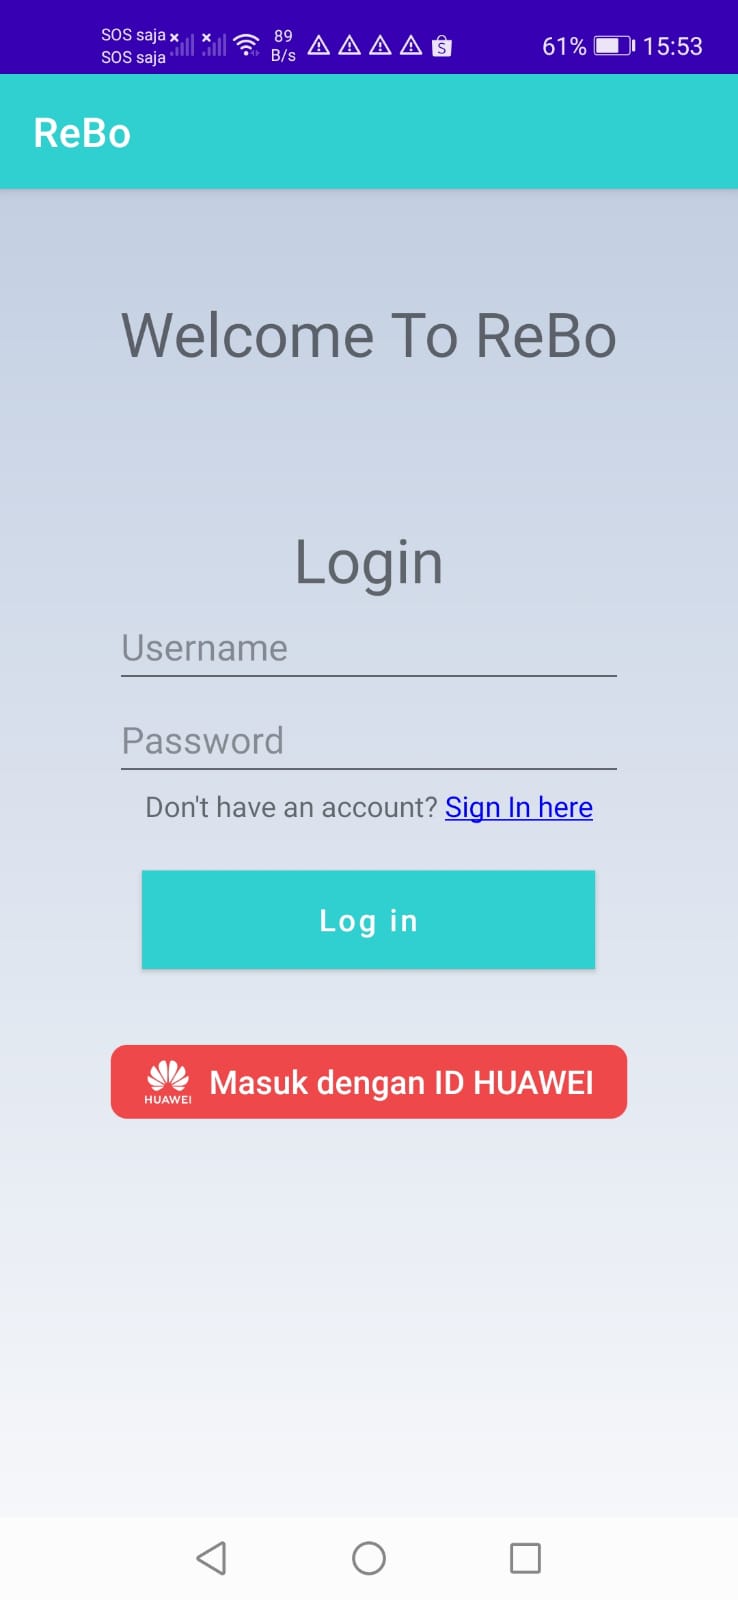 SOS saja
SOS saja
89
B/s
S
61%
15:53
ReBo
Welcome To ReBo
Login
Username
Password
Don't have an account? Sign In here
Log in
HUAWEI
Masuk dengan ID HUAWEI